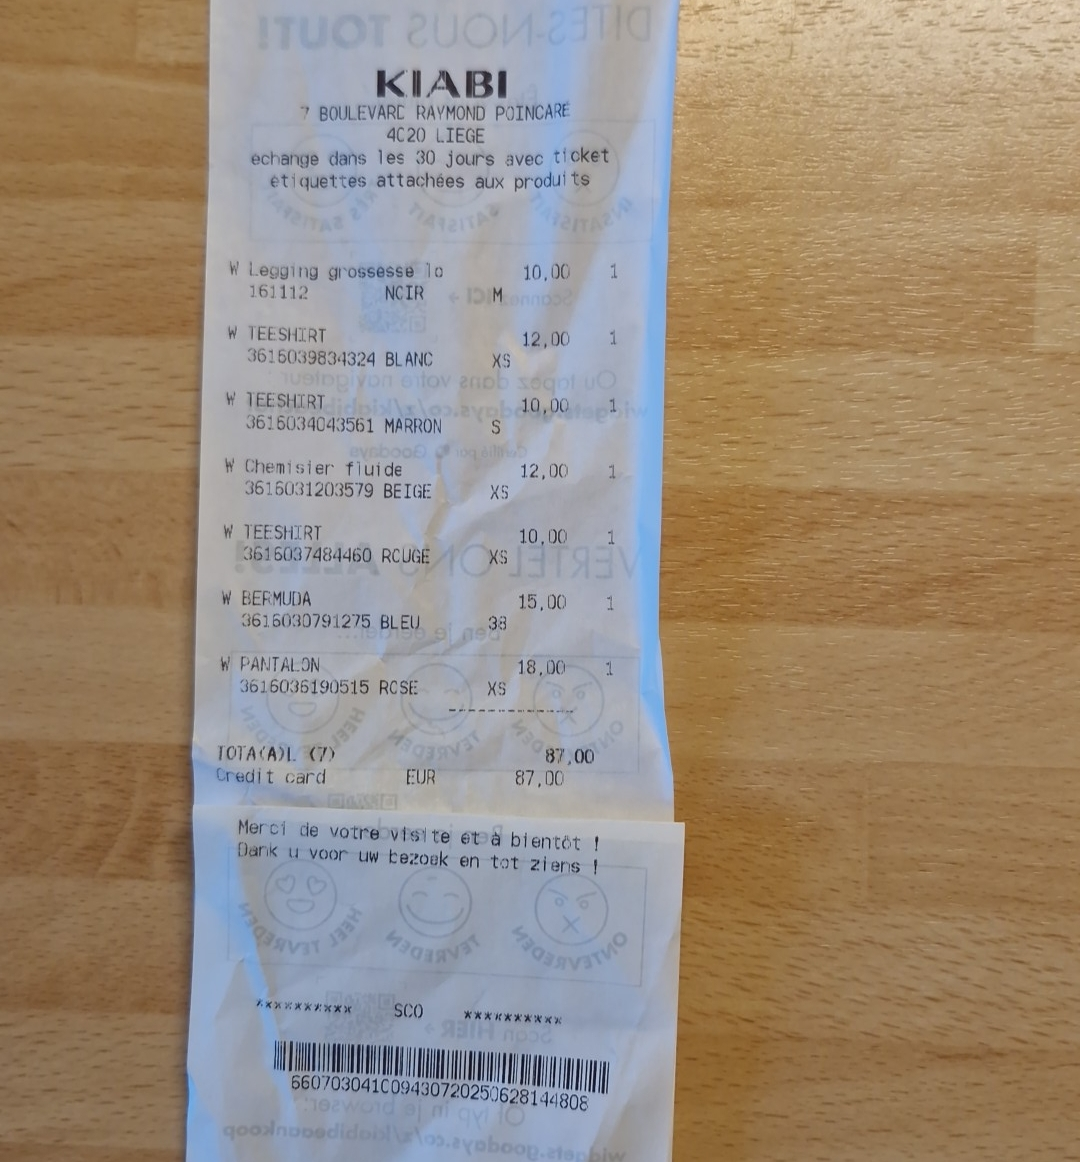 KIABI
7 BOULEVARD RAYMOND POINCARE
4020 LIEGE
echange dans les 30 jours avec ticket
etiquettes attachées aux produits
W Legging grossesse lo 10,00 1
161112 NOIR M
W TEESHIRT 12,00 1
3616039834324 BLANC XS
W TEESHIRT 10,00 1
3616034043561 MARRON S
W Chemisier fluide 12,00 1
3616031203579 BEIGE XS
W TEESHIRT 10,00 1
3616037484460 ROUGE XS
W BERMUDA 15,00 1
3616030791275 BLEU 38
W PANTALON 18,00 1
3616036190515 ROSE XS
------------
TOTA(A)L (7) 87,00
Credit card EUR 87,00
Merci de votre visite et à bientôt !
Dank u voor uw bezoek en tot ziens !
********** SCO **********
660703041009430720250628144808